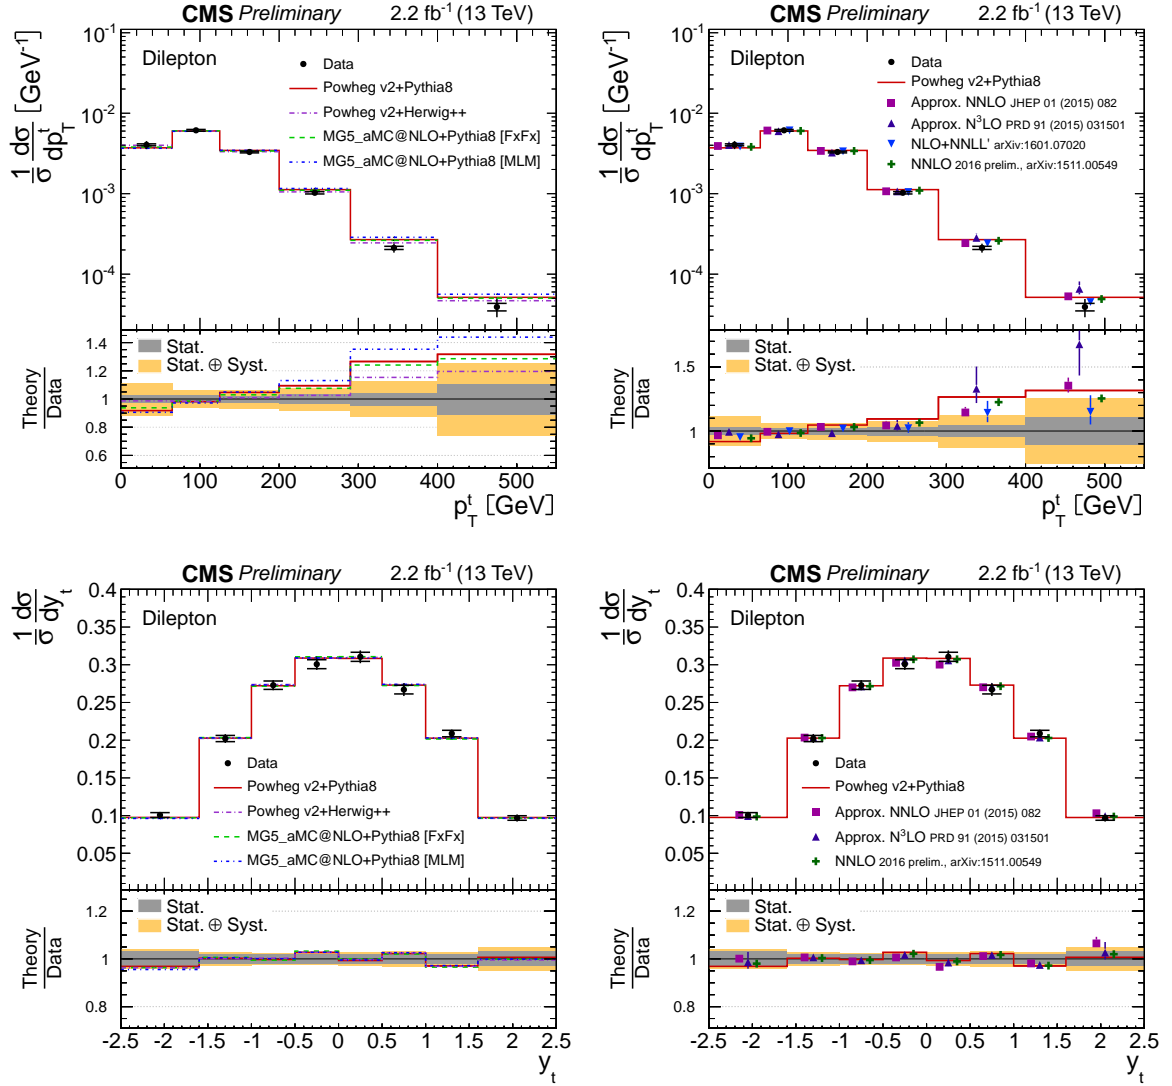 CMS Preliminary 2.2 fb⁻¹ (13 TeV)
1/σ dσ/dp_T^t [GeV⁻¹]
10⁻¹
10⁻²
10⁻³
10⁻⁴
Dilepton
Data
Powheg v2+Pythia8
Powheg v2+Herwig++
MG5_aMC@NLO+Pythia8 [FxFx]
MG5_aMC@NLO+Pythia8 [MLM]
Theory
Data
1.4
1.2
1
0.8
0.6
Stat.
Stat. ⊕ Syst.
0 100 200 300 400 500
p_T^t [GeV]
CMS Preliminary 2.2 fb⁻¹ (13 TeV)
1/σ dσ/dp_T^t [GeV⁻¹]
10⁻¹
10⁻²
10⁻³
10⁻⁴
Dilepton
Data
Powheg v2+Pythia8
Approx. NNLO JHEP 01 (2015) 082
Approx. N³LO PRD 91 (2015) 031501
NLO+NNLL' arXiv:1601.07020
NNLO 2016 prelim., arXiv:1511.00549
Theory
Data
1.5
1
Stat.
Stat. ⊕ Syst.
0 100 200 300 400 500
p_T^t [GeV]
CMS Preliminary 2.2 fb⁻¹ (13 TeV)
1/σ dσ/dy_t
0.4
0.35
0.3
0.25
0.2
0.15
0.1
0.05
Dilepton
Data
Powheg v2+Pythia8
Powheg v2+Herwig++
MG5_aMC@NLO+Pythia8 [FxFx]
MG5_aMC@NLO+Pythia8 [MLM]
Theory
Data
1.2
1
0.8
Stat.
Stat. ⊕ Syst.
-2.5 -2 -1.5 -1 -0.5 0 0.5 1 1.5 2 2.5
y_t
CMS Preliminary 2.2 fb⁻¹ (13 TeV)
1/σ dσ/dy_t
0.4
0.35
0.3
0.25
0.2
0.15
0.1
0.05
Dilepton
Data
Powheg v2+Pythia8
Approx. NNLO JHEP 01 (2015) 082
Approx. N³LO PRD 91 (2015) 031501
NNLO 2016 prelim., arXiv:1511.00549
Theory
Data
1.2
1
0.8
Stat.
Stat. ⊕ Syst.
-2.5 -2 -1.5 -1 -0.5 0 0.5 1 1.5 2 2.5
y_t